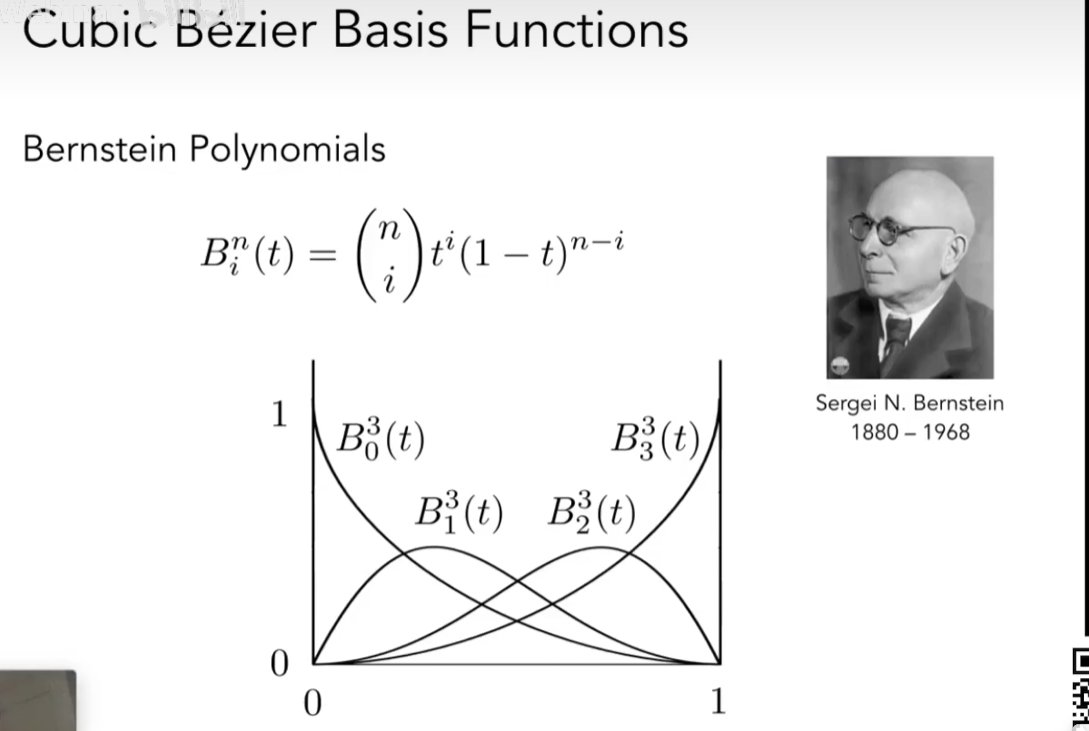 Cubic Bézier Basis Functions
Bernstein Polynomials
B_i^n(t) = \binom{n}{i} t^i (1 − t)^{n−i}
1
B_0^3(t)
B_3^3(t)
B_1^3(t)
B_2^3(t)
0
0
1
Sergei N. Bernstein
1880 – 1968